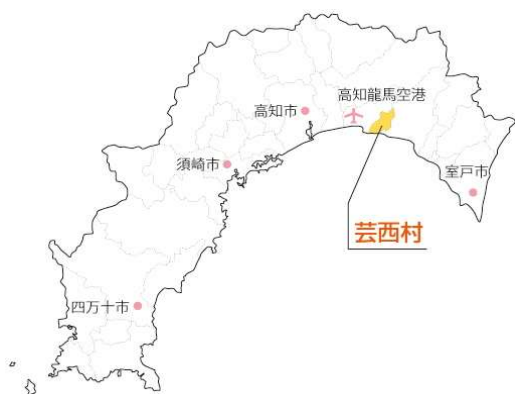 高知龍馬空港
高知市
須崎市
室戸市
芸西村
四万十市